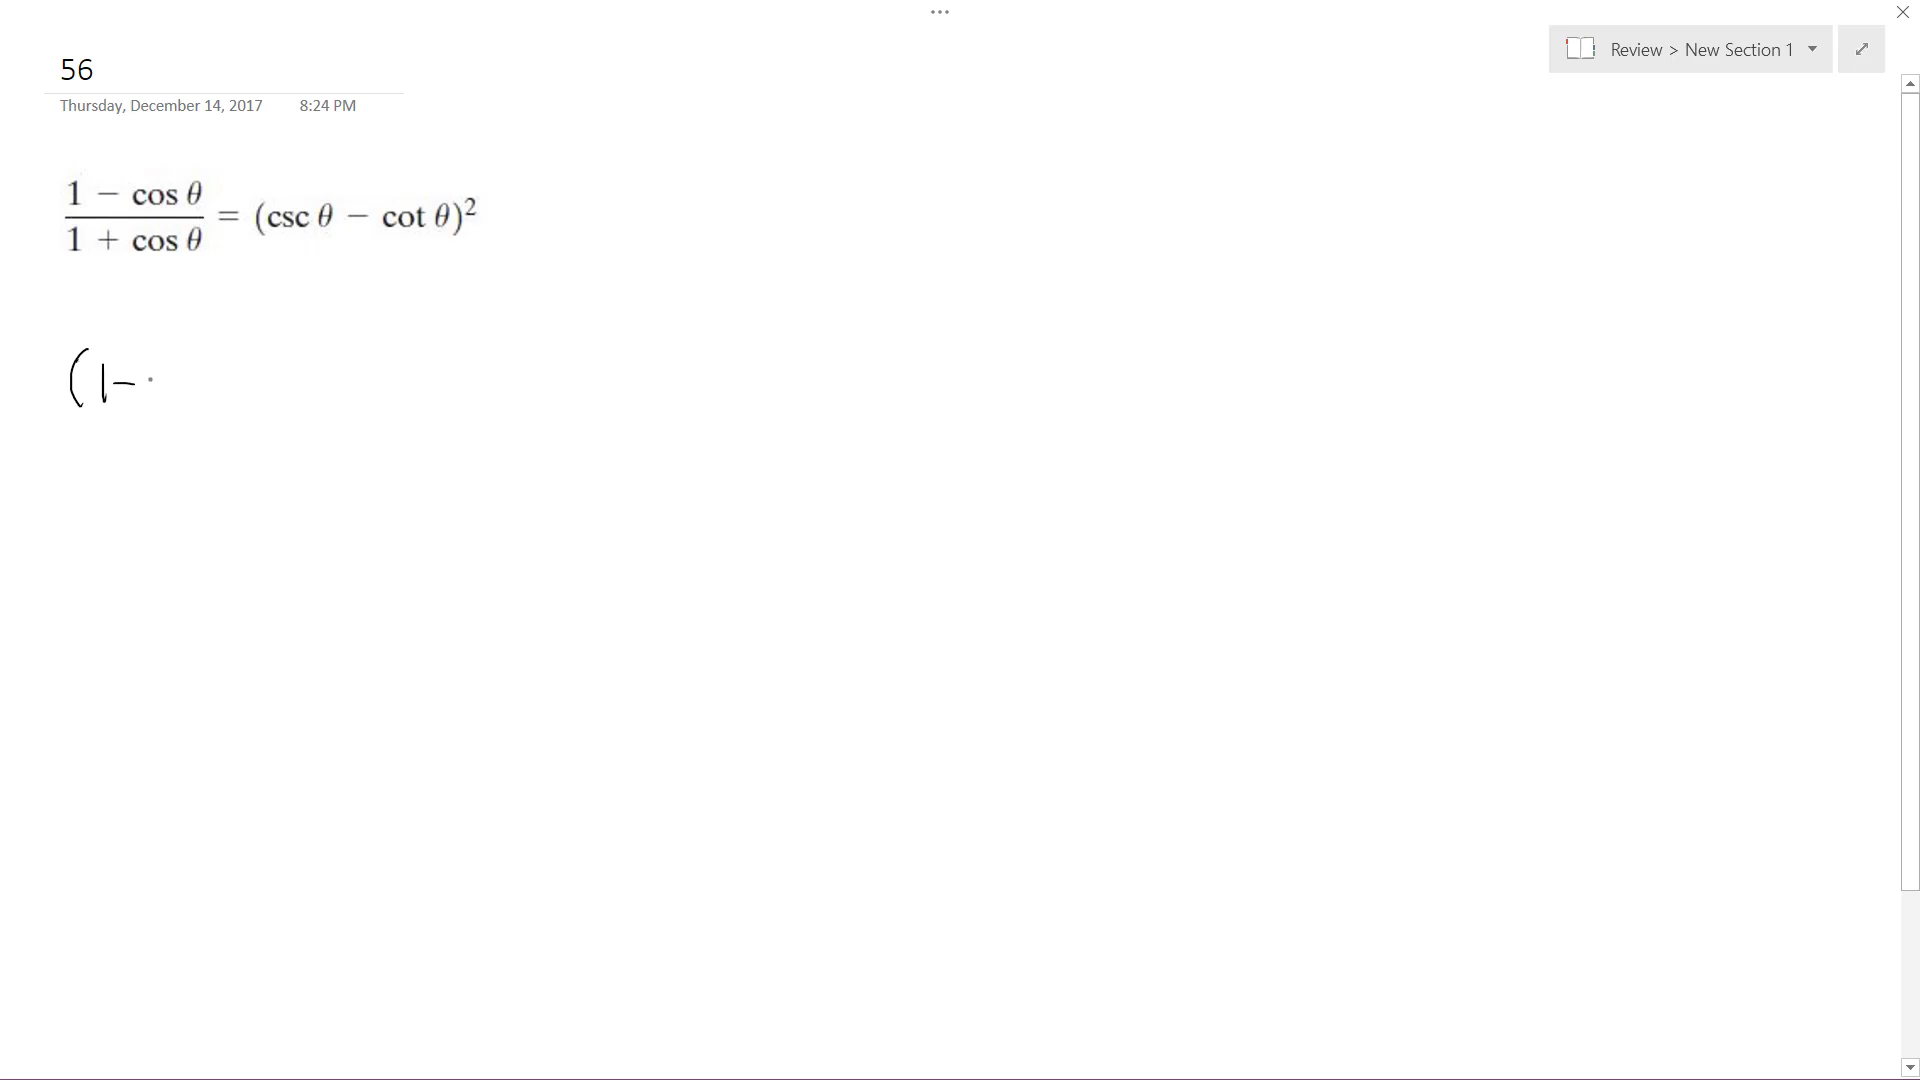 Review > New Section 1
56
Thursday, December 14, 2017 8:24 PM
1 − cos θ
1 + cos θ
= (csc θ − cot θ)²
(1-